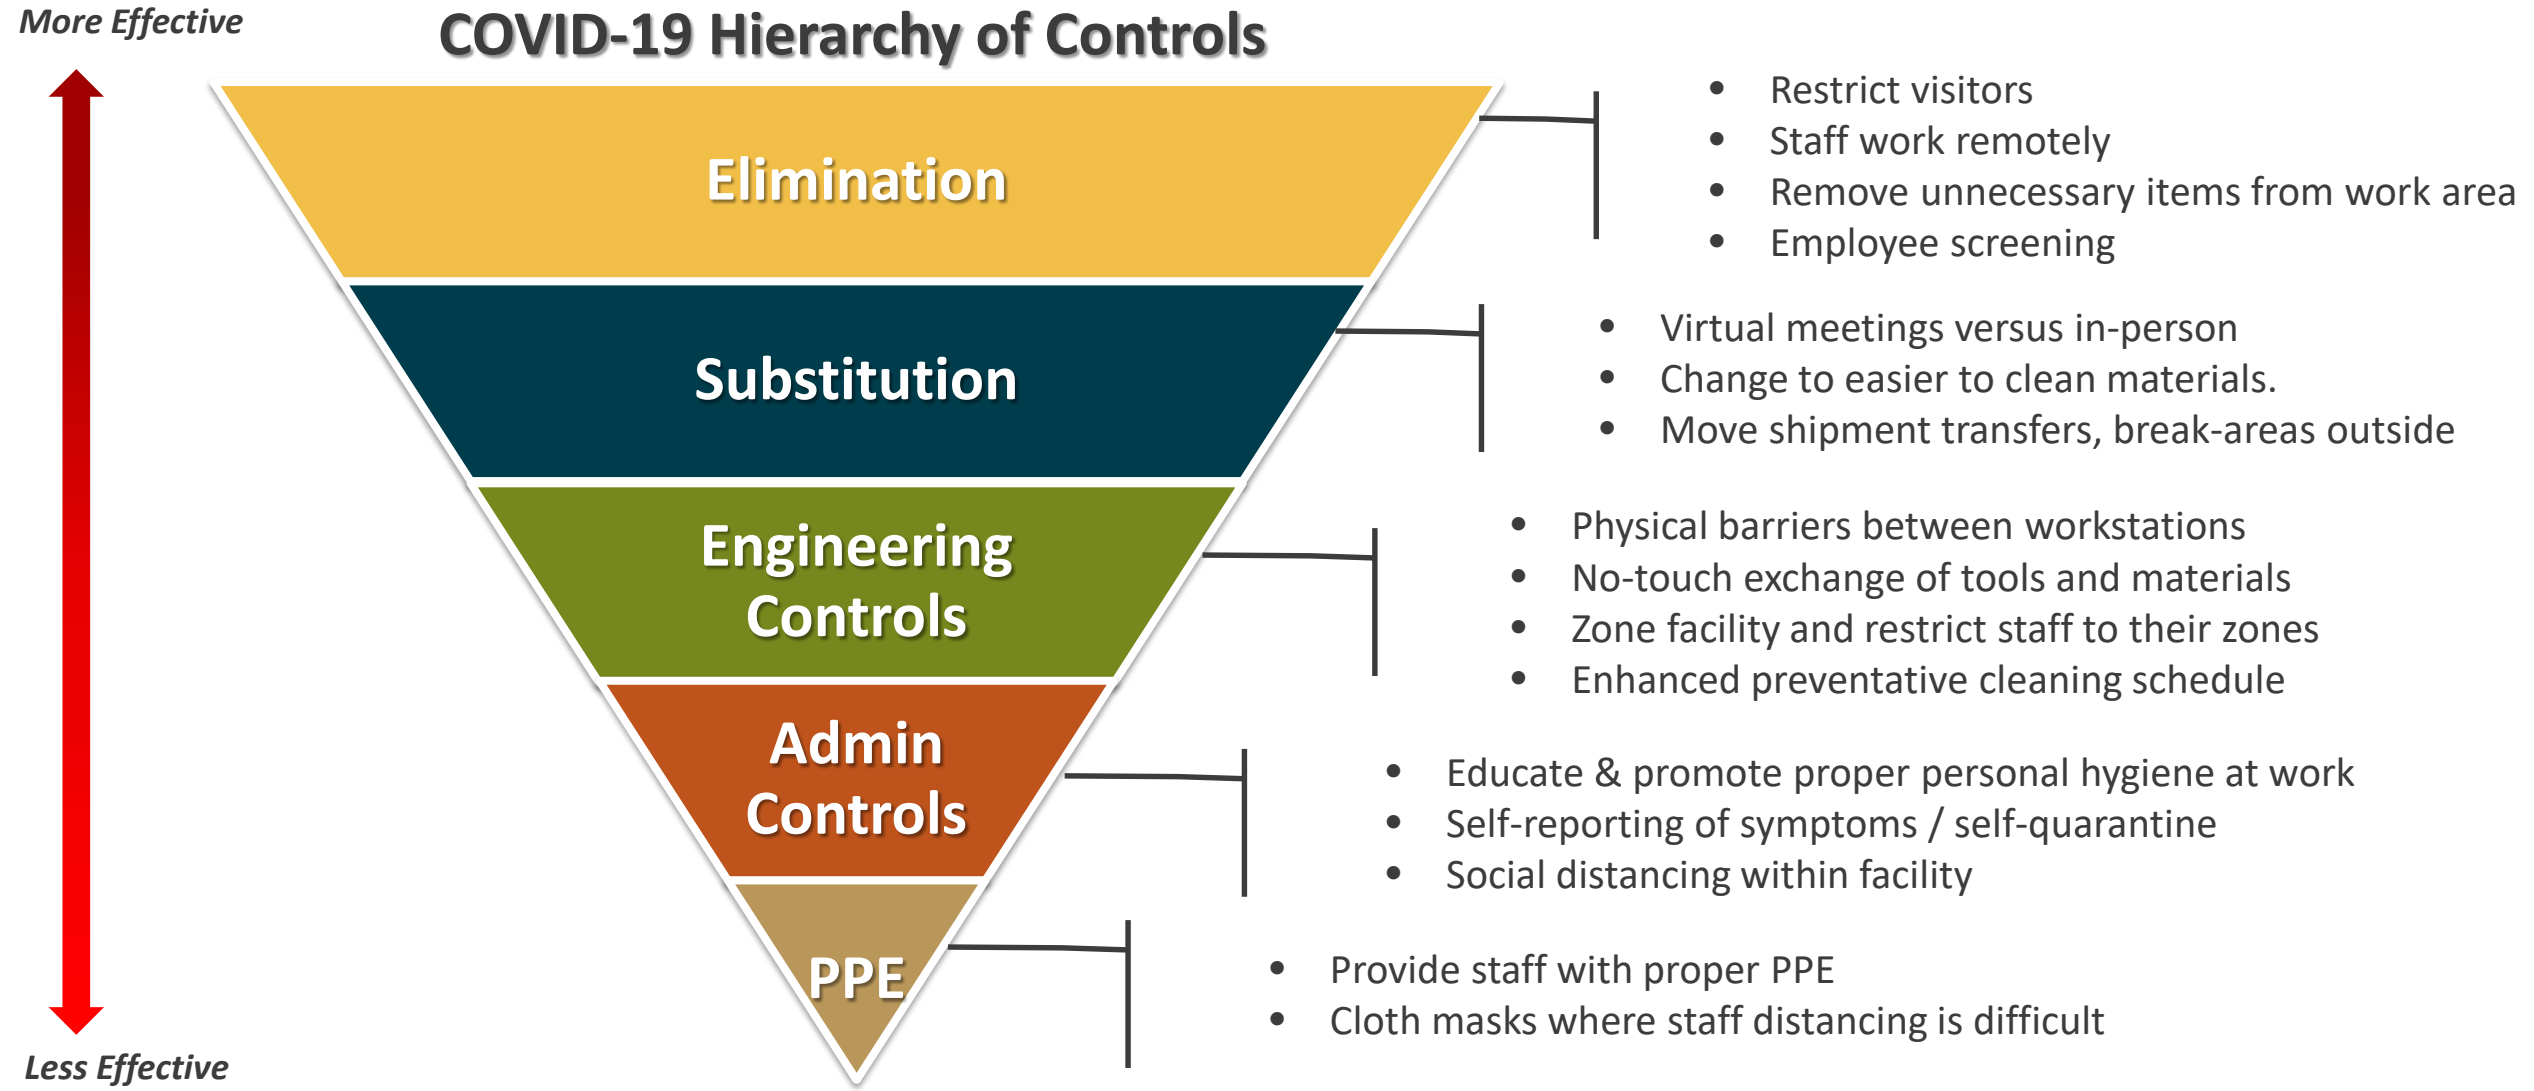 More Effective
COVID-19 Hierarchy of Controls
Elimination
• Restrict visitors
• Staff work remotely
• Remove unnecessary items from work area
• Employee screening
Substitution
• Virtual meetings versus in-person
• Change to easier to clean materials.
• Move shipment transfers, break-areas outside
Engineering
Controls
• Physical barriers between workstations
• No-touch exchange of tools and materials
• Zone facility and restrict staff to their zones
• Enhanced preventative cleaning schedule
Admin
Controls
• Educate & promote proper personal hygiene at work
• Self-reporting of symptoms / self-quarantine
• Social distancing within facility
PPE
• Provide staff with proper PPE
• Cloth masks where staff distancing is difficult
Less Effective